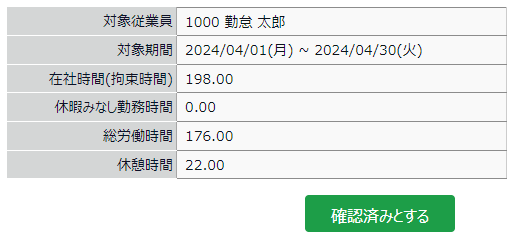 対象従業員 1000 勤怠 太郎
対象期間 2024/04/01(月) ~ 2024/04/30(火)
在社時間(拘束時間) 198.00
休暇みなし勤務時間 0.00
総労働時間 176.00
休憩時間 22.00
確認済みとする